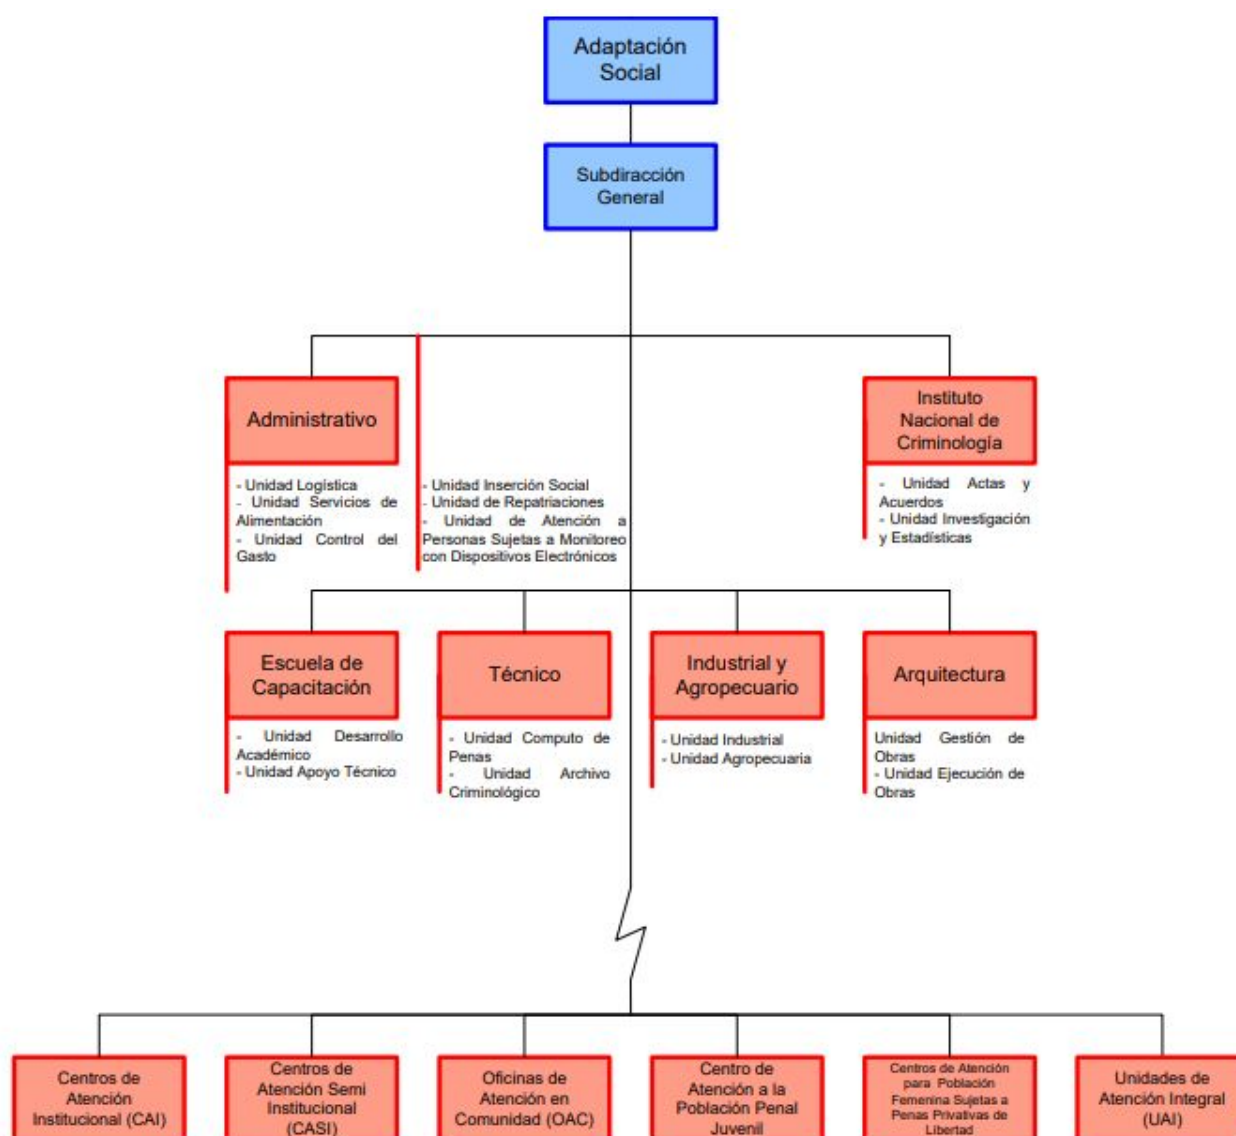 Adaptación
Social
Subdiracción
General
Administrativo
- Unidad Logística
- Unidad Servicios de
Alimentación
- Unidad Control del
Gasto
- Unidad Inserción Social
- Unidad de Repatriaciones
- Unidad de Atención a
Personas Sujetas a Monitoreo
con Dispositivos Electrónicos
Instituto
Nacional de
Criminología
- Unidad Actas y
Acuerdos
- Unidad Investigación
y Estadísticas
Escuela de
Capacitación
- Unidad Desarrollo
Académico
- Unidad Apoyo Técnico
Técnico
- Unidad Computo de
Penas
- Unidad Archivo
Criminológico
Industrial y
Agropecuario
- Unidad Industrial
- Unidad Agropecuaria
Arquitectura
Unidad Gestión de
Obras
- Unidad Ejecución de
Obras
Centros de
Atención
Institucional (CAI)
Centros de
Atención Semi
Institucional
(CASI)
Oficinas de
Atención en
Comunidad (OAC)
Centro de
Atención a la
Población Penal
Juvenil
Centros de Atención
para Población
Femenina Sujetas a
Penas Privativas de
Libertad
Unidades de
Atención Integral
(UAI)